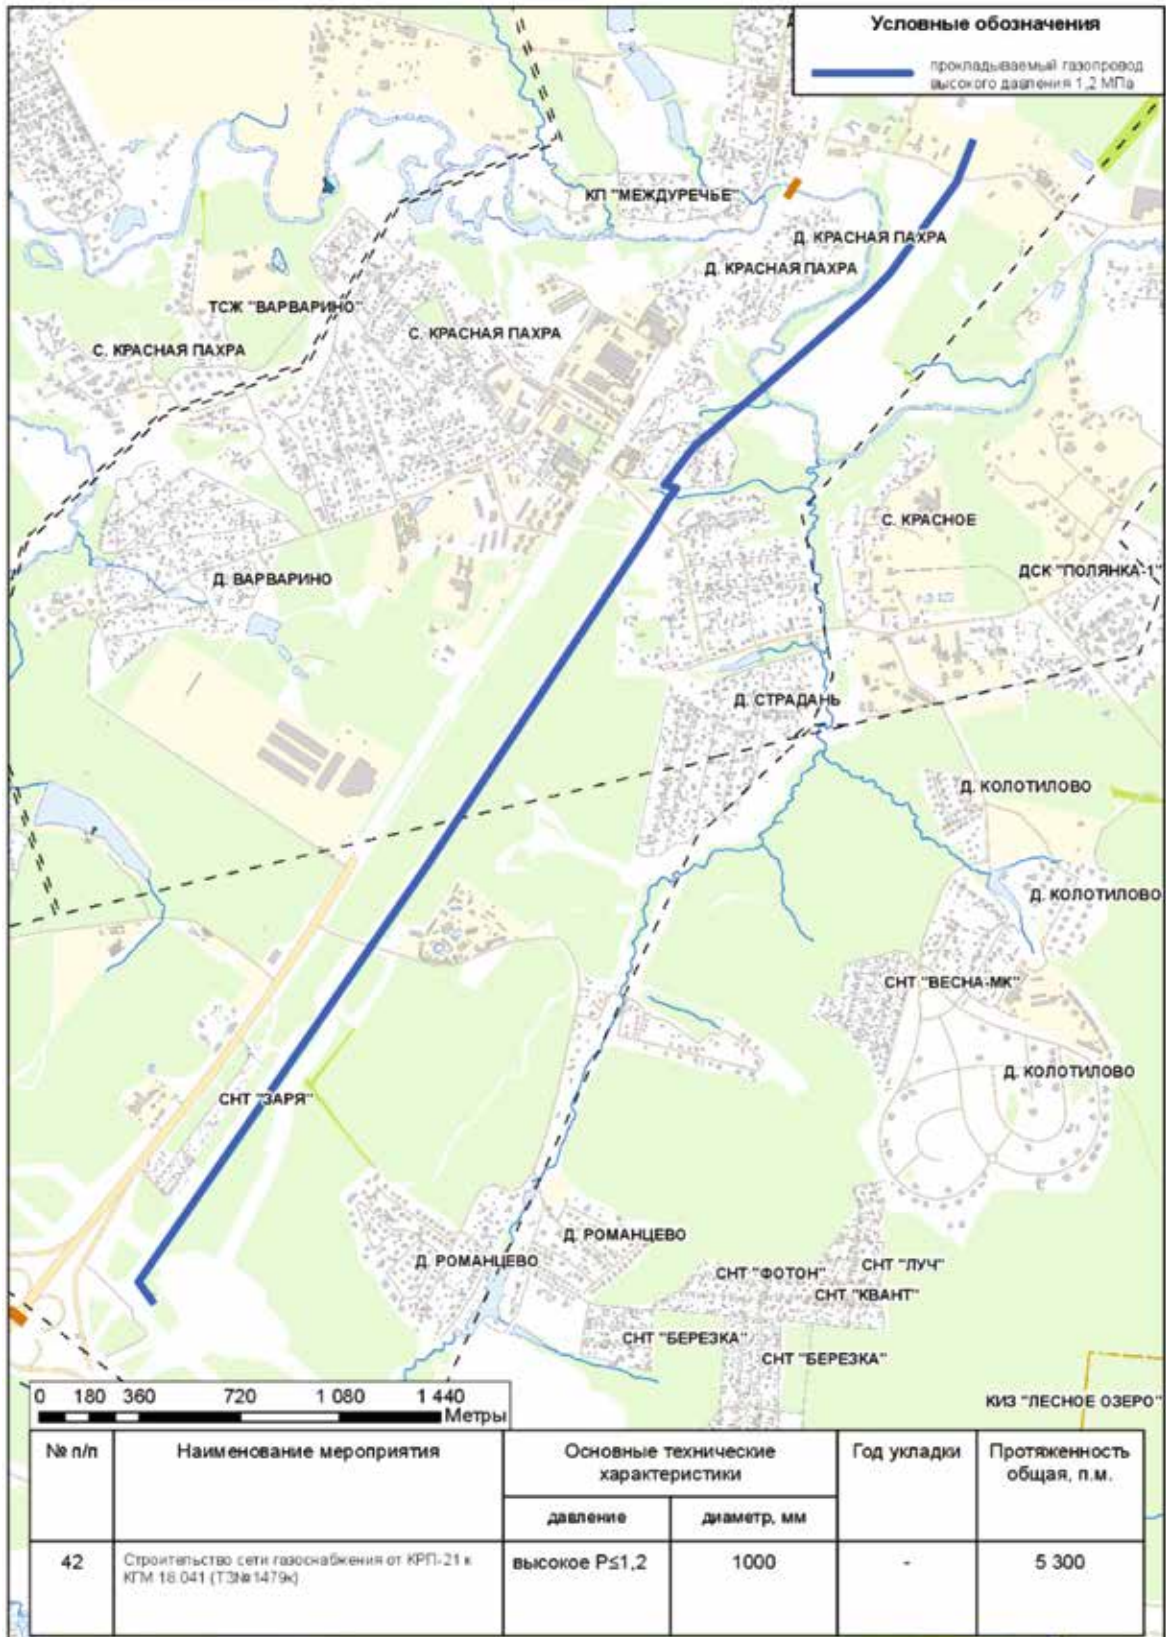 Условные обозначения
прокладываемый газопровод
высокого давления 1,2 МПа
КП "МЕЖДУРЕЧЬЕ"
Д. КРАСНАЯ ПАХРА
Д. КРАСНАЯ ПАХРА
ТСЖ "ВАРВАРИНО"
С. КРАСНАЯ ПАХРА
С. КРАСНАЯ ПАХРА
С. КРАСНОЕ
ДСК "ПОЛЯНКА-1"
Д. ВАРВАРИНО
Д. СТРАДАНЬ
Д. КОЛОТИЛОВО
Д. КОЛОТИЛОВО
СНТ "ВЕСНА-МК"
Д. КОЛОТИЛОВО
СНТ "ЗАРЯ"
Д. РОМАНЦЕВО
Д. РОМАНЦЕВО
СНТ "ФОТОН"
СНТ "ЛУЧ"
СНТ "КВАНТ"
СНТ "БЕРЕЗКА"
СНТ "БЕРЕЗКА"
КИЗ "ЛЕСНОЕ ОЗЕРО"
0 180 360 720 1 080 1 440
Метры
№ п/п
Наименование мероприятия
Основные технические
характеристики
Год укладки
Протяженность
общая, п.м.
давление
диаметр, мм
42
Строительство сети газоснабжения от КРП-21 к
КГМ 18.041 (ТЗ№1479к)
высокое P≤1,2
1000
-
5 300